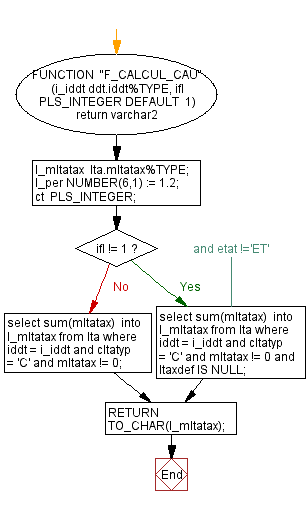 FUNCTION "F_CALCUL_CAU"
(i_iddt ddt.iddt%TYPE, ifl
PLS_INTEGER DEFAULT 1)
return varchar2
l_mltatax lta.mltatax%TYPE;
l_per NUMBER(6,1) := 1.2;
ct PLS_INTEGER;
ifl != 1 ?
and etat !='ET'
No
Yes
select sum(mltatax) into
l_mltatax from lta where
iddt = i_iddt and cltatyp
= 'C' and mltatax != 0;
select sum(mltatax) into
l_mltatax from lta where
iddt = i_iddt and cltatyp
= 'C' and mltatax != 0 and
ltaxdef IS NULL;
RETURN
TO_CHAR(l_mltatax);
End